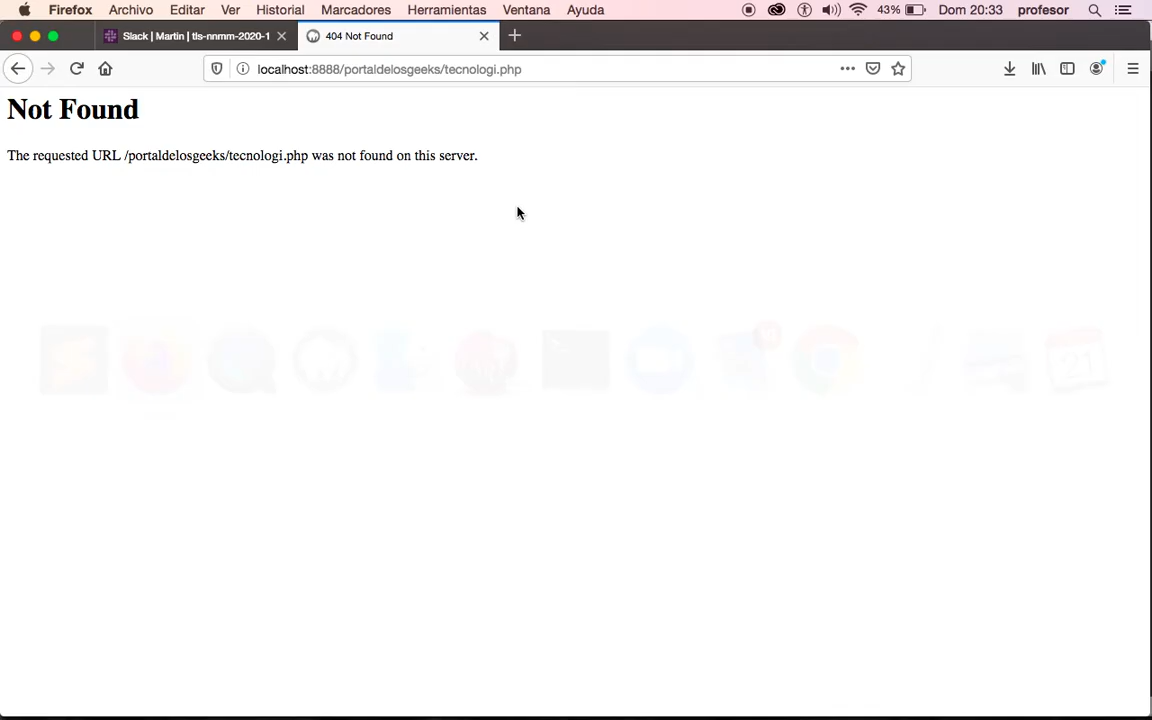 Firefox Archivo Editar Ver Historial Marcadores Herramientas Ventana Ayuda 43% Dom 20:33 profesor
Slack | Martin | tls-nnmm-2020-1 404 Not Found
localhost:8888/portaldelosgeeks/tecnologi.php
Not Found
The requested URL /portaldelosgeeks/tecnologi.php was not found on this server.
21